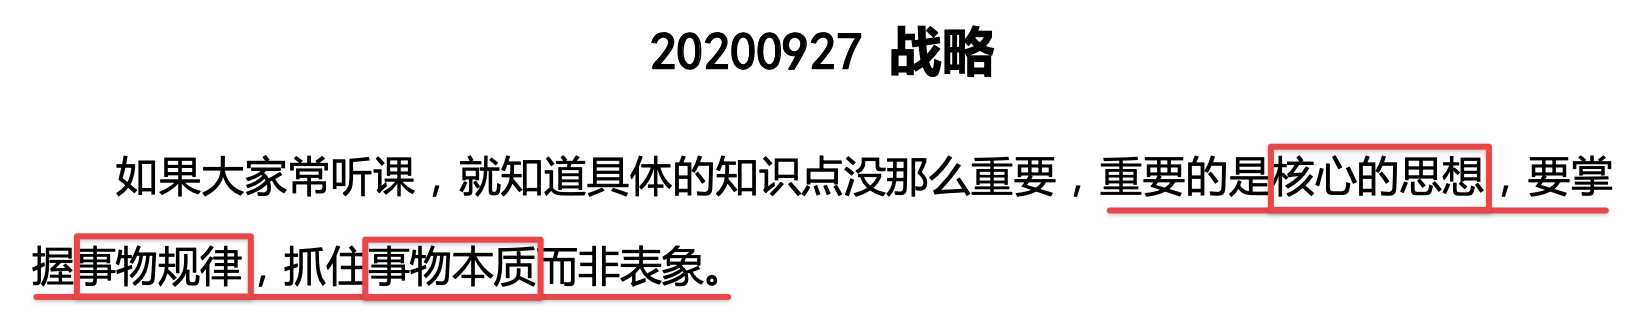 20200927 战略
如果大家常听课，就知道具体的知识点没那么重要，重要的是核心的思想，要掌
握事物规律，抓住事物本质而非表象。